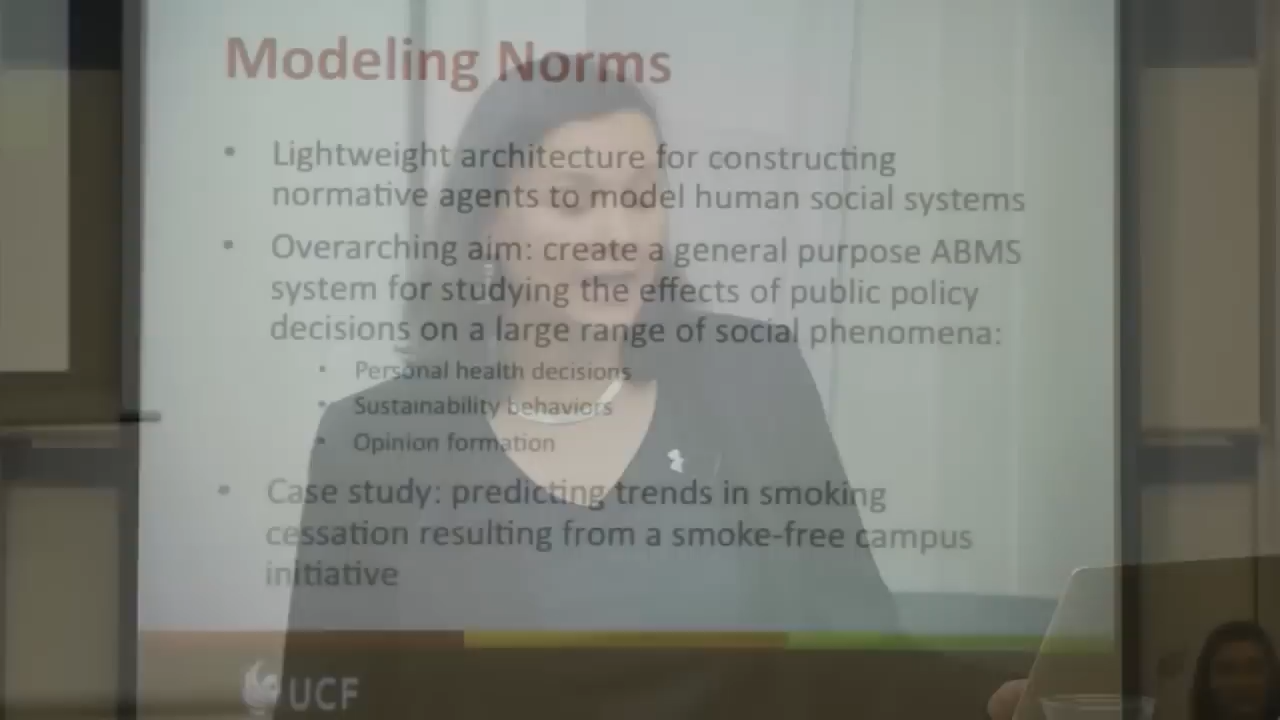 Modeling Norms
• Lightweight architecture for constructing
normative agents to model human social systems
• Overarching aim: create a general purpose ABMS
system for studying the effects of public policy
decisions on a large range of social phenomena:
• Personal health decisions
• Sustainability behaviors
• Opinion formation
• Case study: predicting trends in smoking
cessation resulting from a smoke-free campus
initiative
UCF